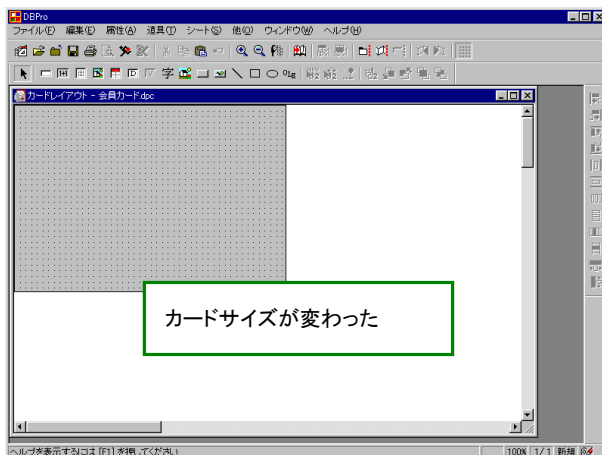 DBPro
ファイル(F) 編集(E) 属性(A) 道具(T) シート(S) 他(O) ウィンドウ(W) ヘルプ(H)
字 OLE
カードレイアウト - 会員カード.dpc
カードサイズが変わった
ヘルプを表示するには [F1] を押してください 100% 1/1 新規